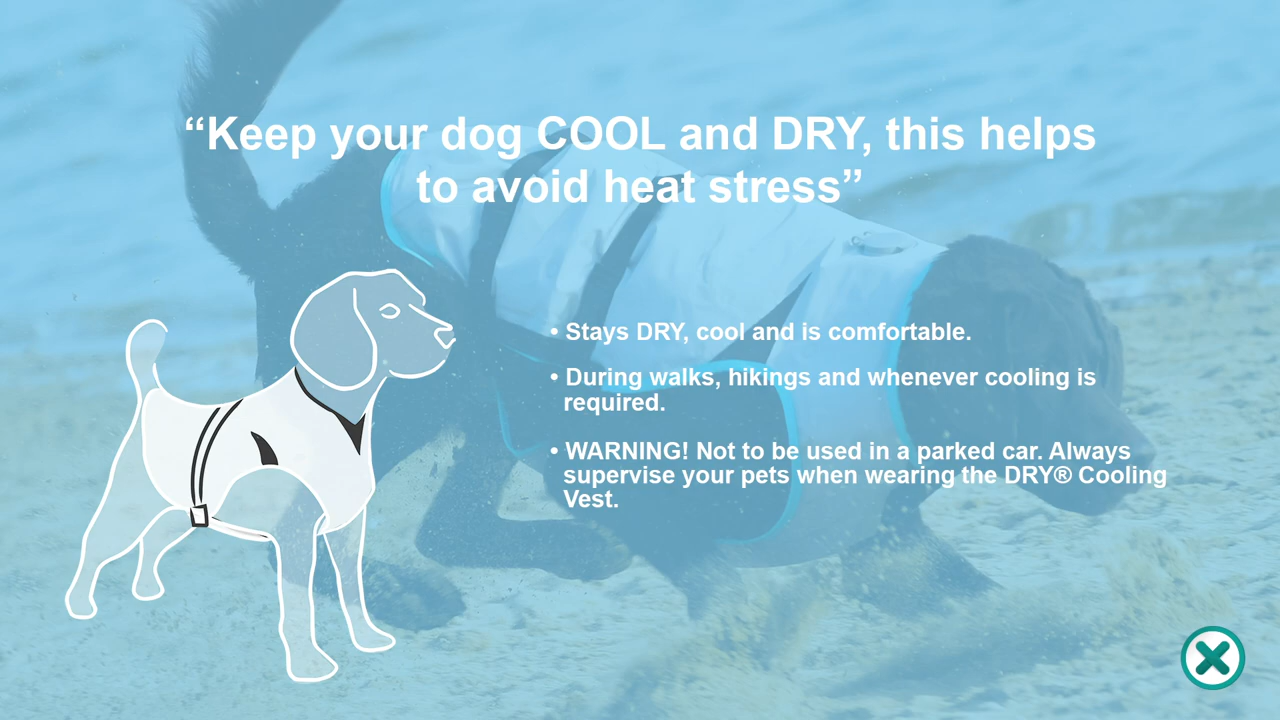 “Keep your dog COOL and DRY, this helps
to avoid heat stress”
• Stays DRY, cool and is comfortable.
• During walks, hikings and whenever cooling is
required.
• WARNING! Not to be used in a parked car. Always
supervise your pets when wearing the DRY® Cooling
Vest.